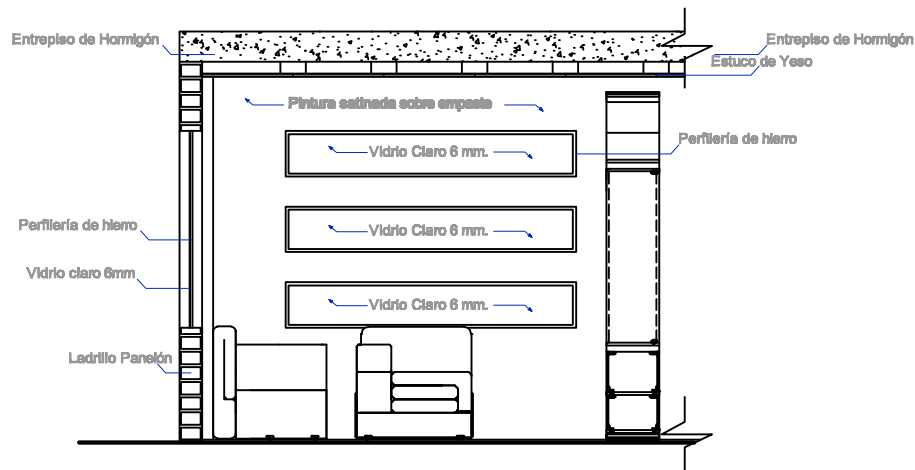 Entrepiso de Hormigón
Entrepiso de Hormigón
Estuco de Yeso
Pintura satinada sobre empaste
Perfilería de hierro
Vidrio Claro 6 mm.
Perfilería de hierro
Vidrio Claro 6 mm.
Vidrio claro 6mm
Vidrio Claro 6 mm.
Ladrillo Panelón